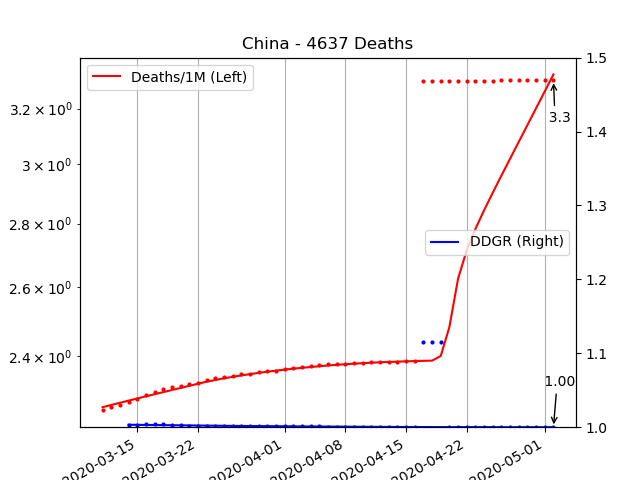 China - 4637 Deaths
Deaths/1M (Left)
1.5
3.2 × 10⁰
3.3
1.4
3 × 10⁰
1.3
2.8 × 10⁰
DDGR (Right)
2.6 × 10⁰
1.2
2.4 × 10⁰
1.1
1.00
1.0
2020-03-15
2020-03-22
2020-04-01
2020-04-08
2020-04-15
2020-04-22
2020-05-01